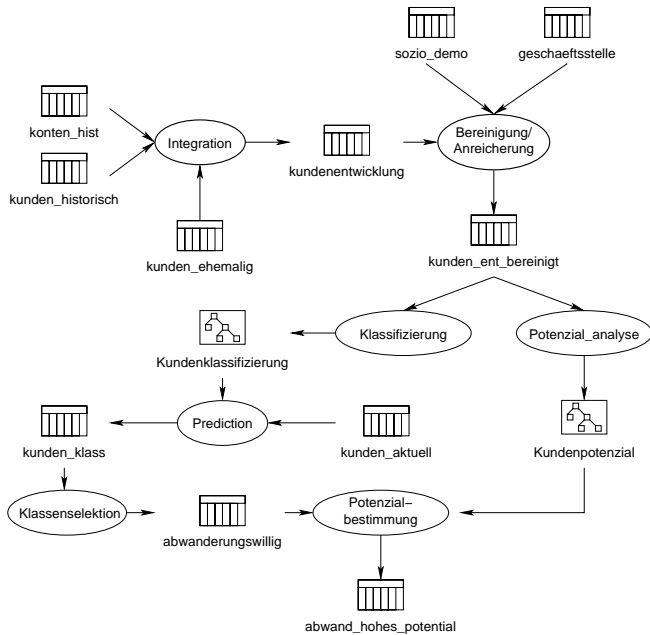 sozio_demo
geschaeftsstelle
konten_hist
Integration
Bereinigung/
Anreicherung
kundenentwicklung
kunden_historisch
kunden_ehemalig
kunden_ent_bereinigt
Klassifizierung
Potenzial_analyse
Kundenklassifizierung
Prediction
kunden_klass
kunden_aktuell
Kundenpotenzial
Klassenselektion
Potenzial–
bestimmung
abwanderungswillig
abwand_hohes_potential